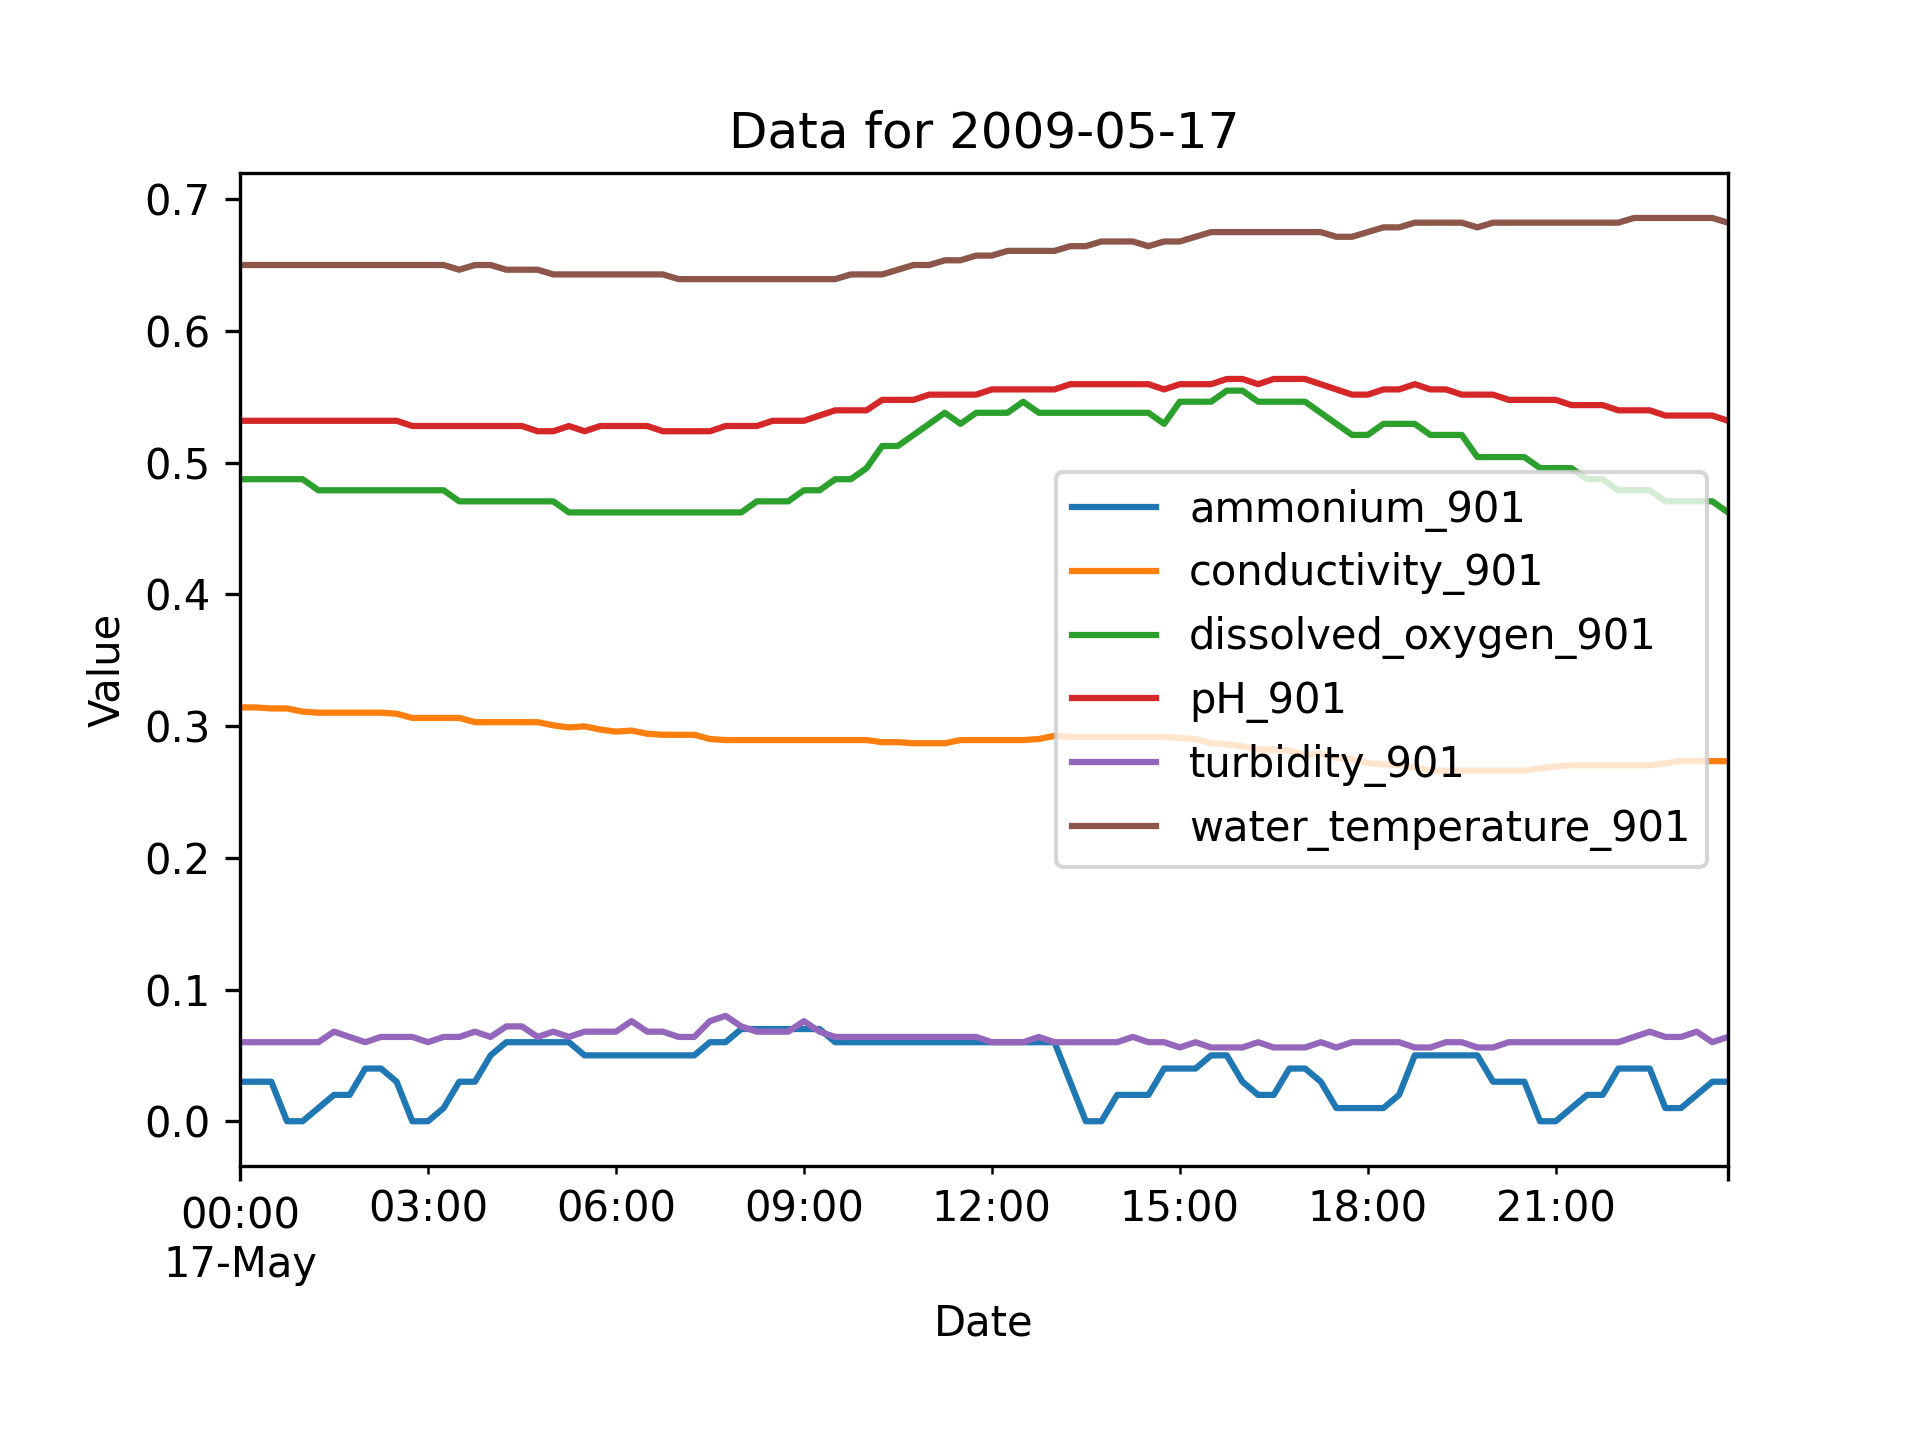 Data for 2009-05-17
Value
0.7
0.6
0.5
0.4
0.3
0.2
0.1
0.0
ammonium_901
conductivity_901
dissolved_oxygen_901
pH_901
turbidity_901
water_temperature_901
00:00 03:00 06:00 09:00 12:00 15:00 18:00 21:00
17-May
Date